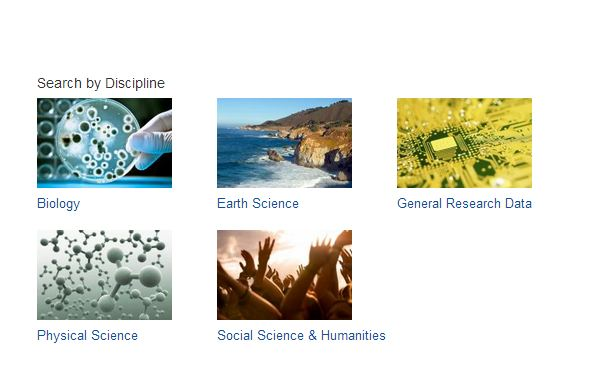 Search by Discipline
Biology
Earth Science
General Research Data
Physical Science
Social Science & Humanities